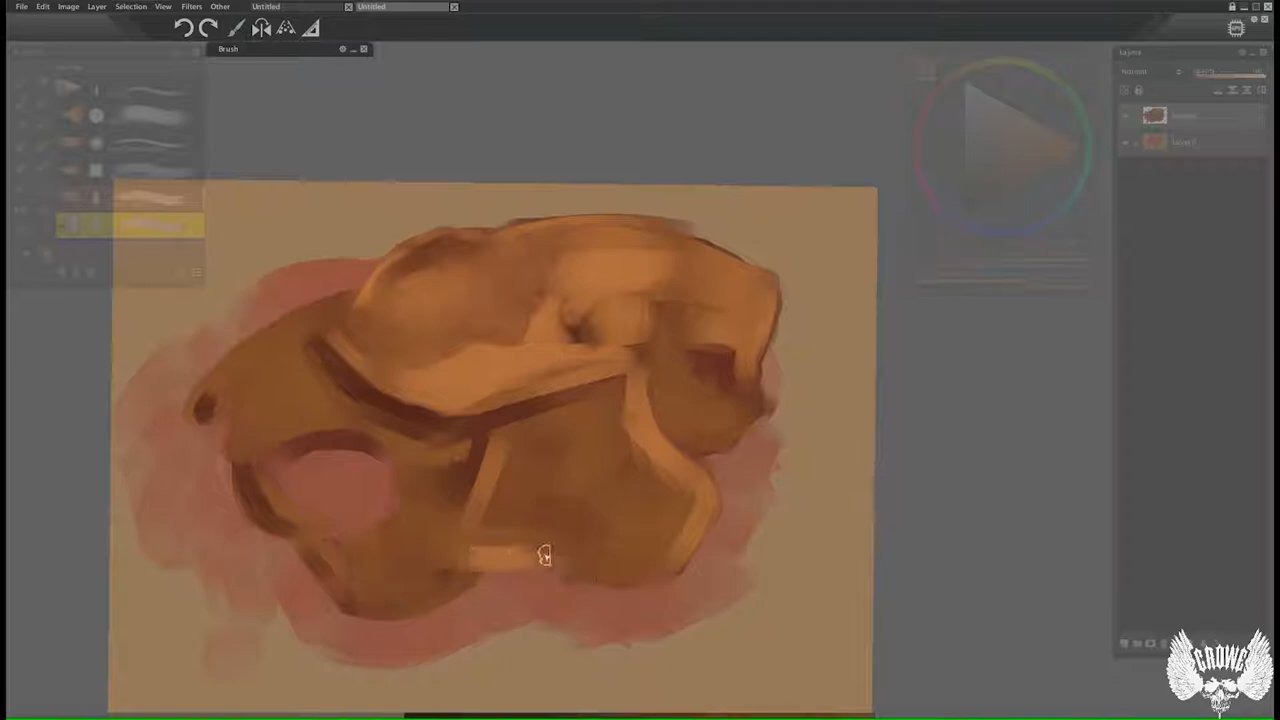 File Edit Image Layer Selection View Filters Other Untitled Untitled
Brush
Layers
Normal
CROWE